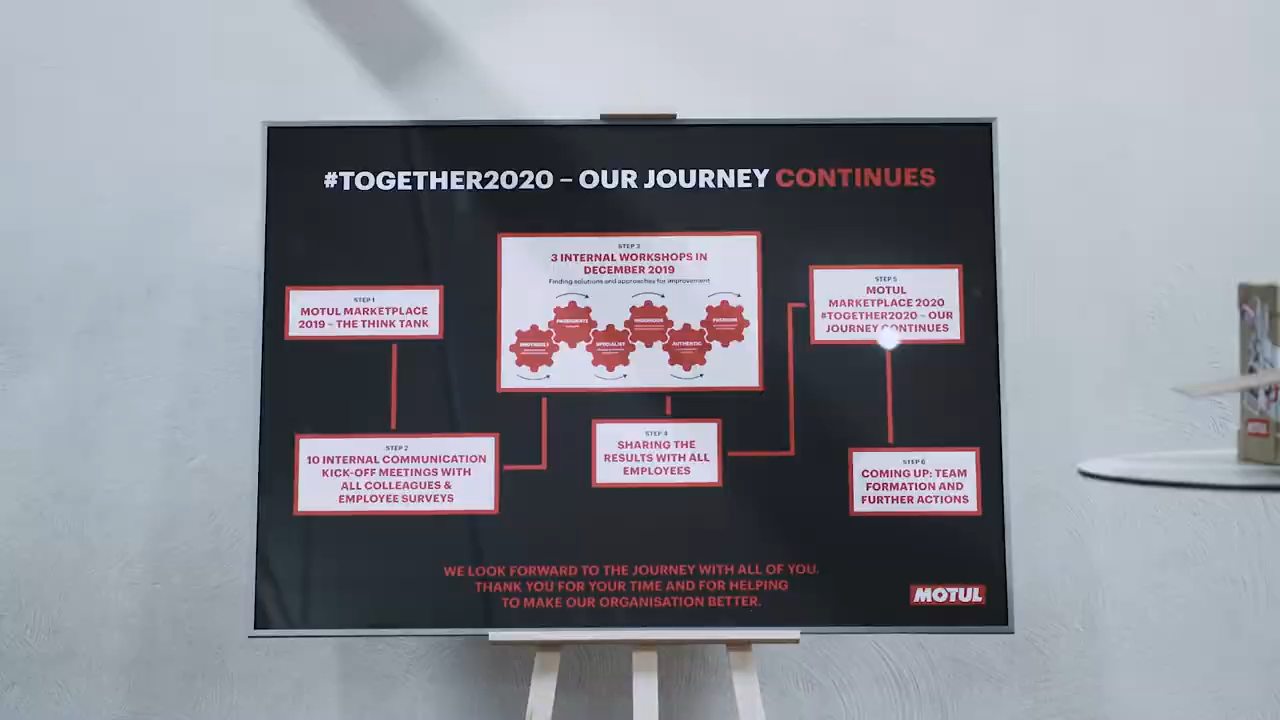 #TOGETHER2020 – OUR JOURNEY CONTINUES
STEP 1
MOTUL MARKETPLACE
2019 – THE THINK TANK
STEP 2
10 INTERNAL COMMUNICATION
KICK-OFF MEETINGS WITH
ALL COLLEAGUES &
EMPLOYEE SURVEYS
STEP 3
3 INTERNAL WORKSHOPS IN
DECEMBER 2019
Finding solutions and approaches for improvement
PASSIONATE
SPECIALIST
AUTHENTIC
STEP 4
SHARING THE
RESULTS WITH ALL
EMPLOYEES
STEP 5
MOTUL
MARKETPLACE 2020
#TOGETHER2020 – OUR
JOURNEY CONTINUES
STEP 6
COMING UP: TEAM
FORMATION AND
FURTHER ACTIONS
WE LOOK FORWARD TO THE JOURNEY WITH ALL OF YOU.
THANK YOU FOR YOUR TIME AND FOR HELPING
TO MAKE OUR ORGANISATION BETTER.
MOTUL